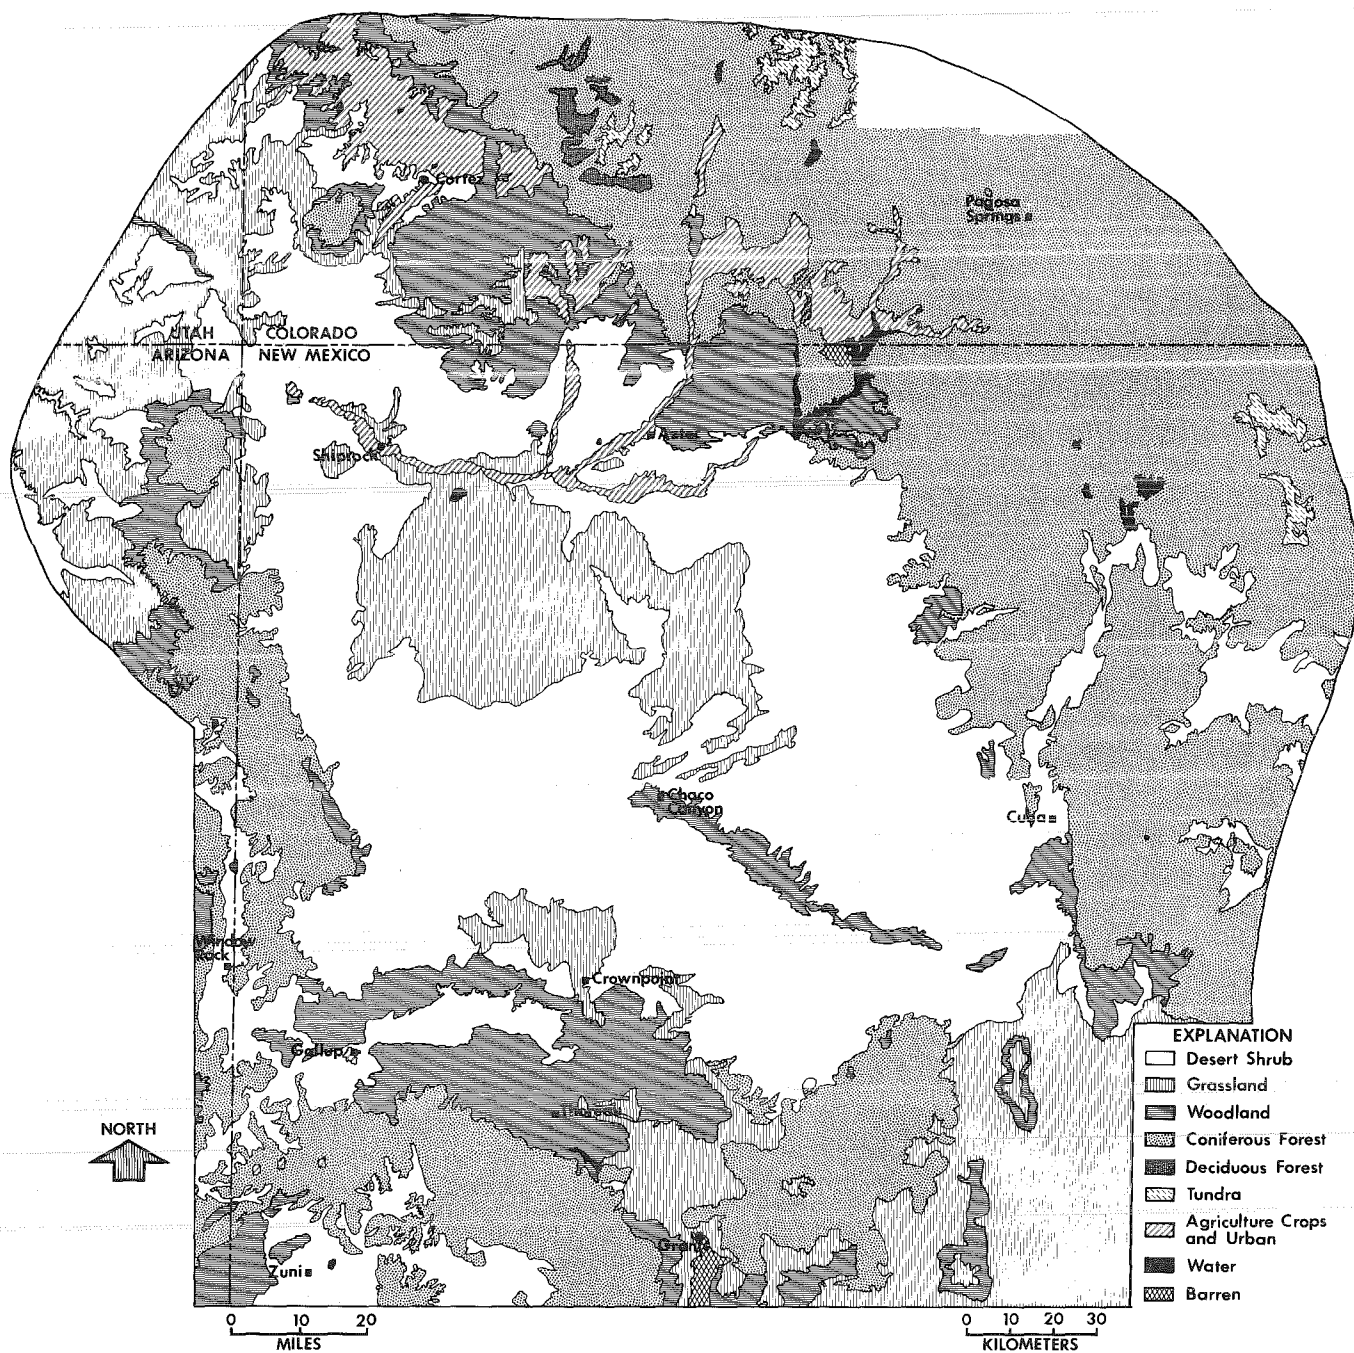 Cortez
Pagosa
Springs
UTAH
COLORADO
ARIZONA
NEW MEXICO
Shiprock
Aztec
Chaco
Canyon
Cuba
Window
Rock
Crownpoint
Gallup
Thoreau
Grants
Zuni
NORTH
EXPLANATION
Desert Shrub
Grassland
Woodland
Coniferous Forest
Deciduous Forest
Tundra
Agriculture Crops
and Urban
Water
Barren
0 10 20
MILES
0 10 20 30
KILOMETERS